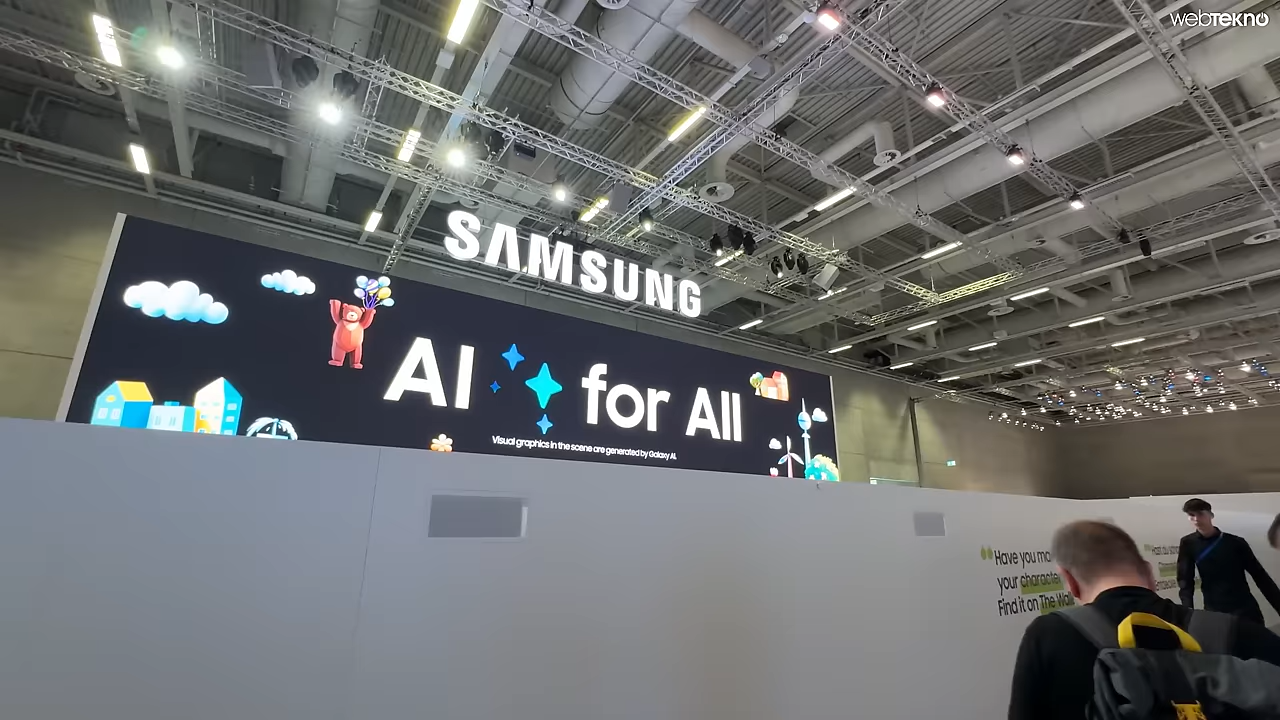 webtekno
SAMSUNG
AI for All
Visual graphics in the scene are generated by Galaxy AI.
Have you
your character
Find it on The Wall